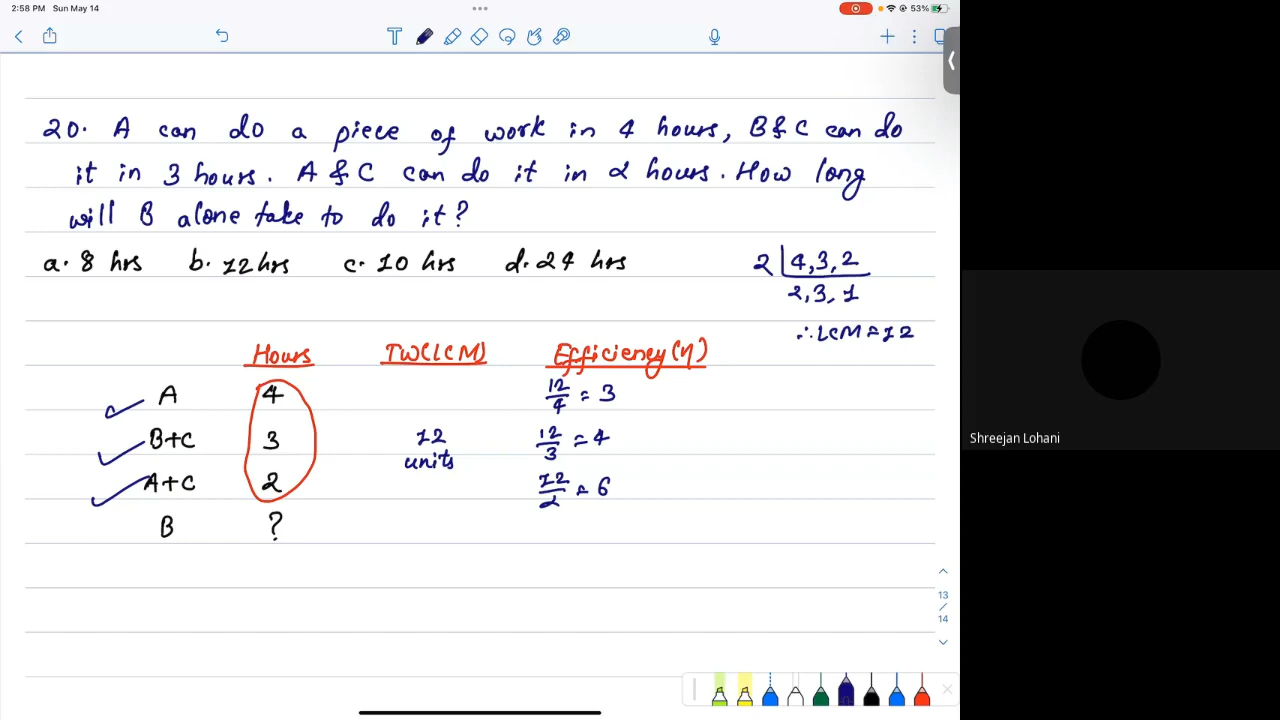 2:58 PM Sun May 14
53%
20. A can do a piece of work in 4 hours, B & C can do
it in 3 hours. A & C can do it in 2 hours. How long
will B alone take to do it?
a. 8 hrs b. 12 hrs c. 10 hrs d. 24 hrs
2 | 4, 3, 2
2, 3, 1
∴ LCM = 12
Hours TW(LCM) Efficiency(η)
A 4 12/4 = 3
B+C 3 12 units 12/3 = 4
A+C 2 12/2 = 6
B ?
Shreejan Lohani
13
/
14